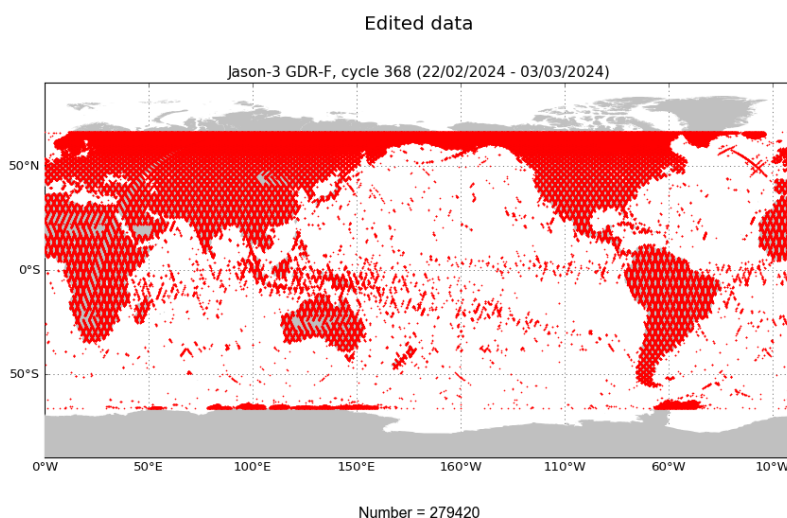 Edited data
Jason-3 GDR-F, cycle 368 (22/02/2024 - 03/03/2024)
50°N
0°S
50°S
0°W 50°E 100°E 150°E 160°W 110°W 60°W 10°W
Number = 279420